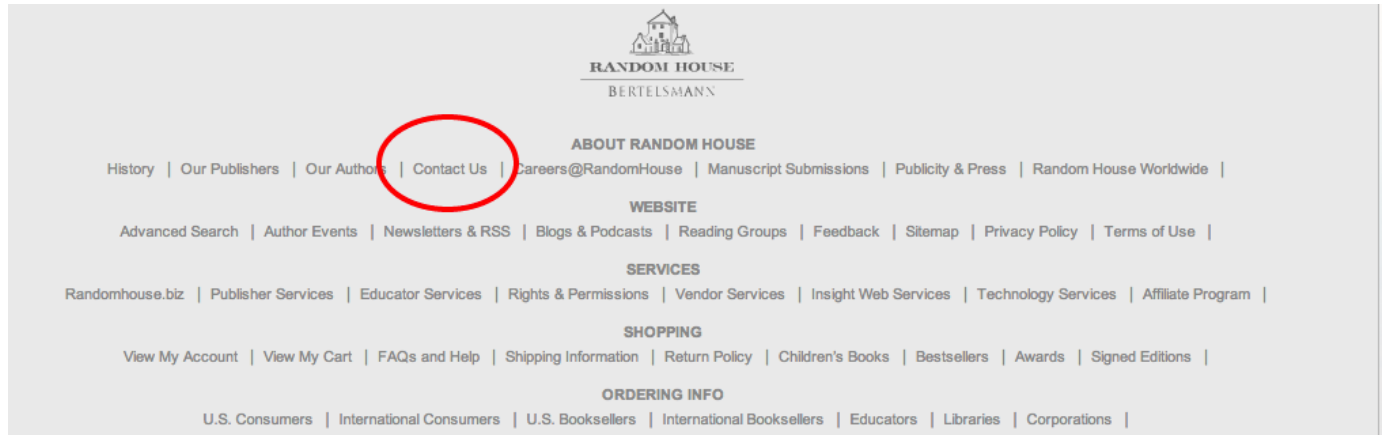 RANDOM HOUSE
BERTELSMANN
ABOUT RANDOM HOUSE
History | Our Publishers | Our Authors | Contact Us | Careers@RandomHouse | Manuscript Submissions | Publicity & Press | Random House Worldwide |
WEBSITE
Advanced Search | Author Events | Newsletters & RSS | Blogs & Podcasts | Reading Groups | Feedback | Sitemap | Privacy Policy | Terms of Use |
SERVICES
Randomhouse.biz | Publisher Services | Educator Services | Rights & Permissions | Vendor Services | Insight Web Services | Technology Services | Affiliate Program |
SHOPPING
View My Account | View My Cart | FAQs and Help | Shipping Information | Return Policy | Children's Books | Bestsellers | Awards | Signed Editions |
ORDERING INFO
U.S. Consumers | International Consumers | U.S. Booksellers | International Booksellers | Educators | Libraries | Corporations |